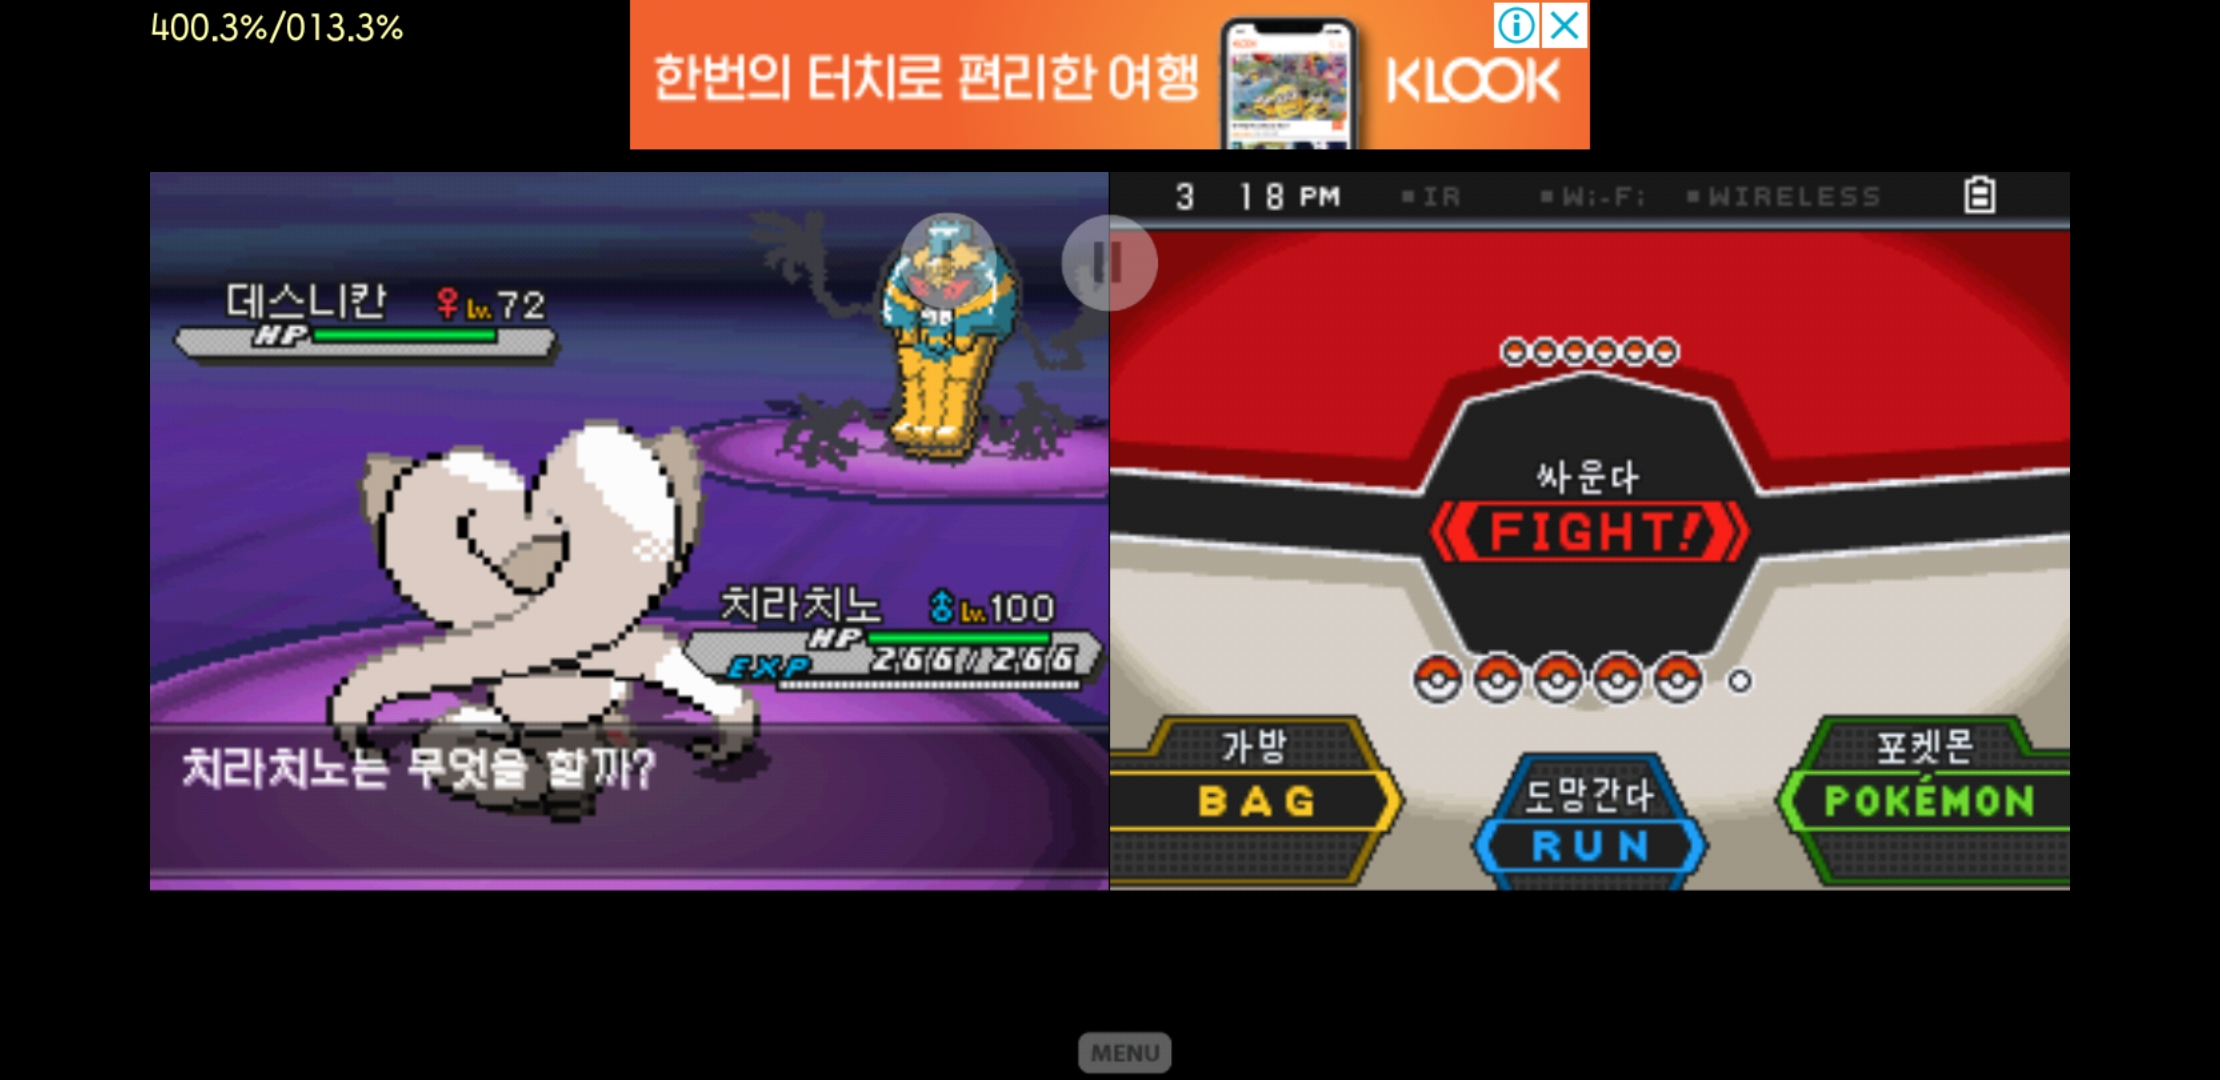 400.3%/013.3%
한번의 터치로 편리한 여행
KLOOK
3 18 PM IR Wi-Fi WIRELESS
데스니칸 ♀ Lv.72
HP
치라치노 ♂ Lv.100
HP
266/266
EXP
치라치노는 무엇을 할까?
싸운다
FIGHT!
가방
BAG
도망간다
RUN
포켓몬
POKÉMON
MENU